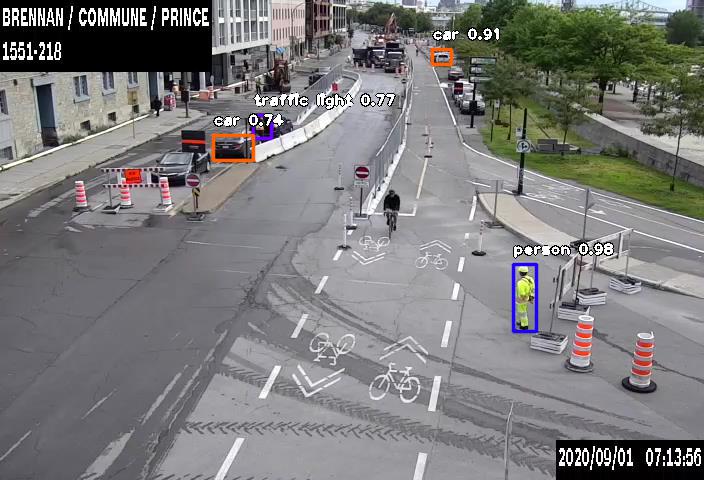 BRENNAN / COMMUNE / PRINCE
1551-218
car 0.91
traffic light 0.77
car 0.74
person 0.98
2020/09/01 07:13:56